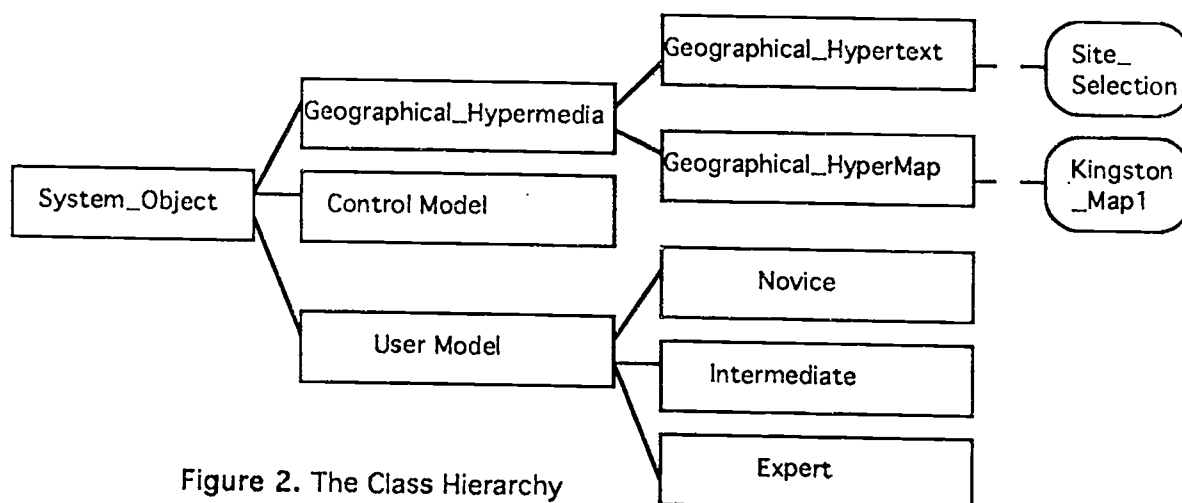 Geographical_Hypertext
Site_
Selection
Geographical_Hypermedia
Geographical_HyperMap
Kingston
_Map1
System_Object
Control Model
Novice
User Model
Intermediate
Expert
Figure 2. The Class Hierarchy